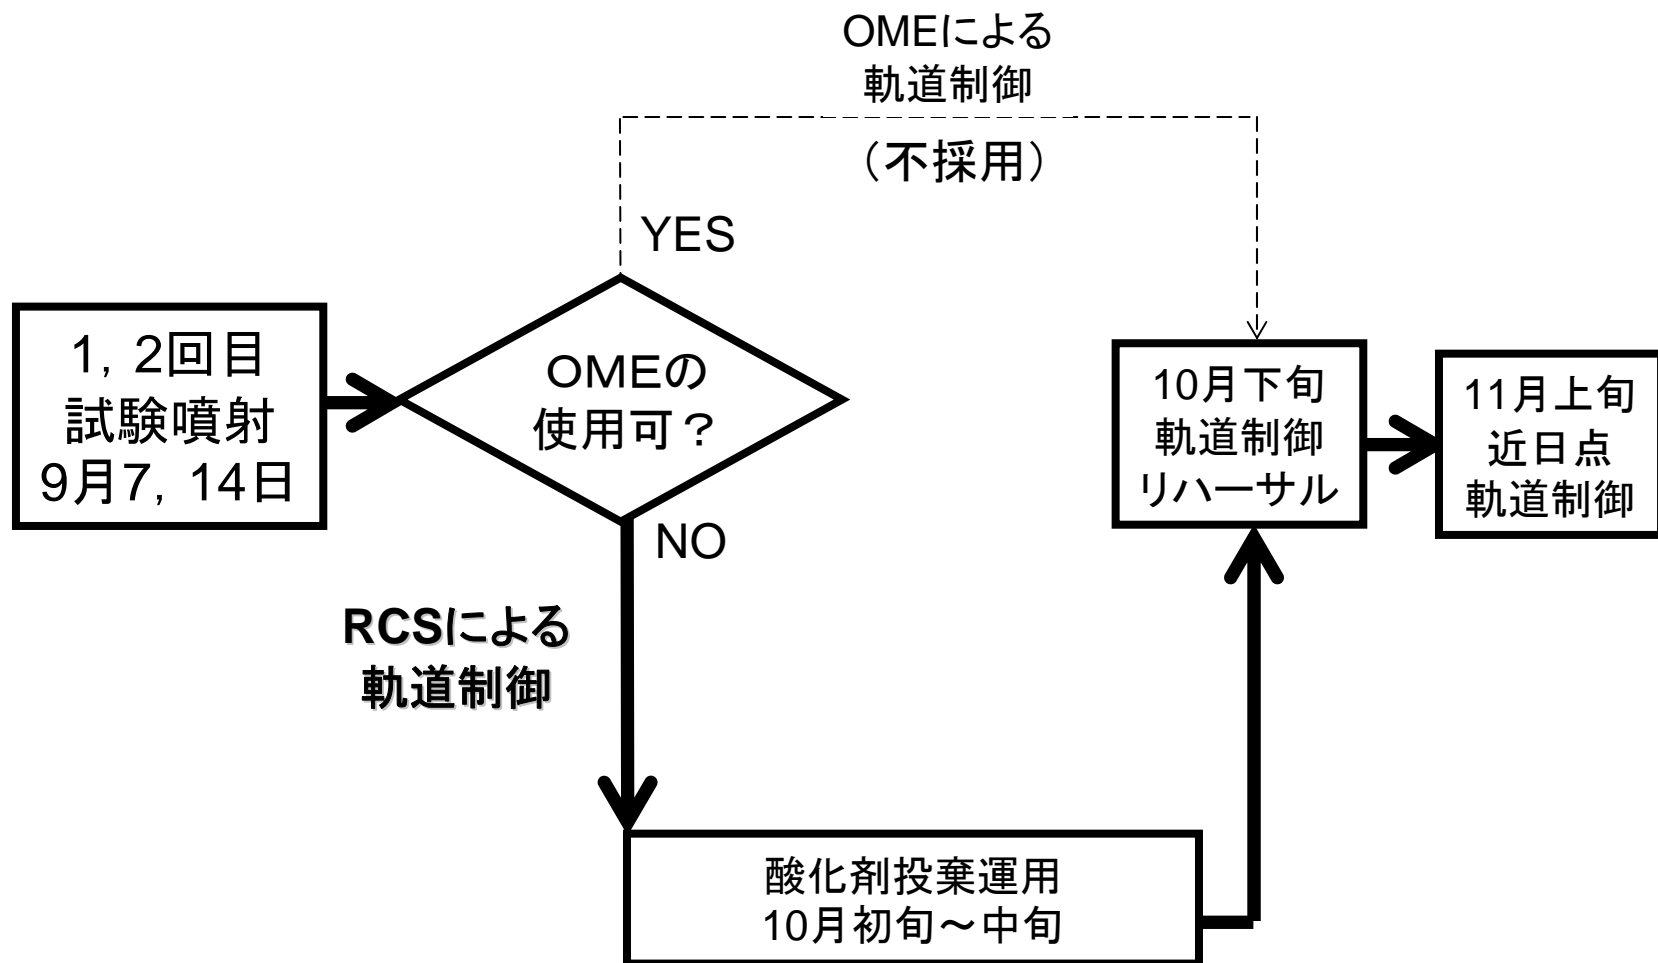 OMEによる
軌道制御
（不採用）
YES
1, 2回目
試験噴射
9月7, 14日
ＯＭＥの
使用可？
10月下旬
軌道制御
リハーサル
11月上旬
近日点
軌道制御
NO
RCSによる
軌道制御
酸化剤投棄運用
10月初旬～中旬